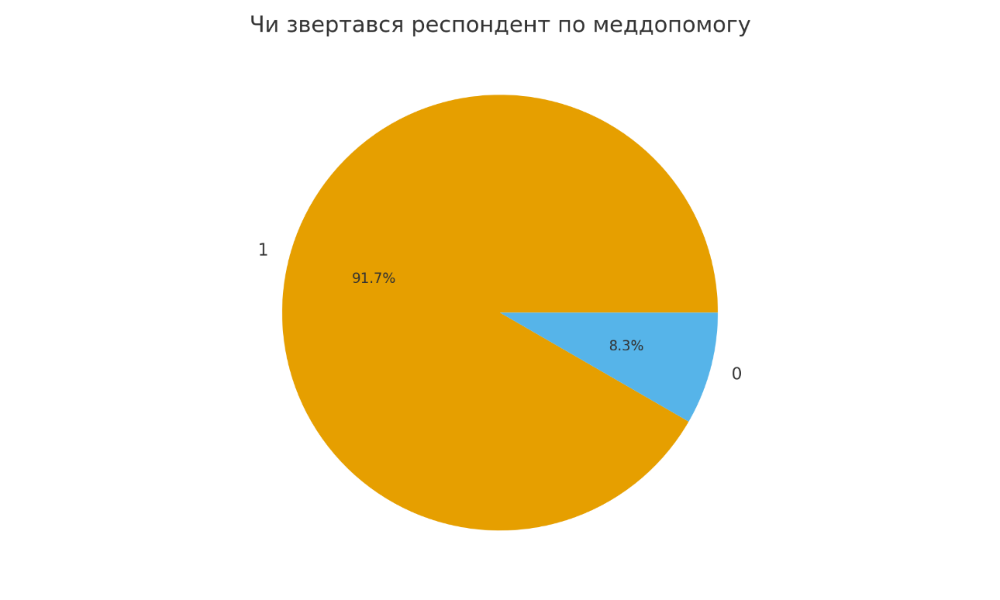 Чи звертався респондент по меддопомогу
1
91.7%
8.3%
0